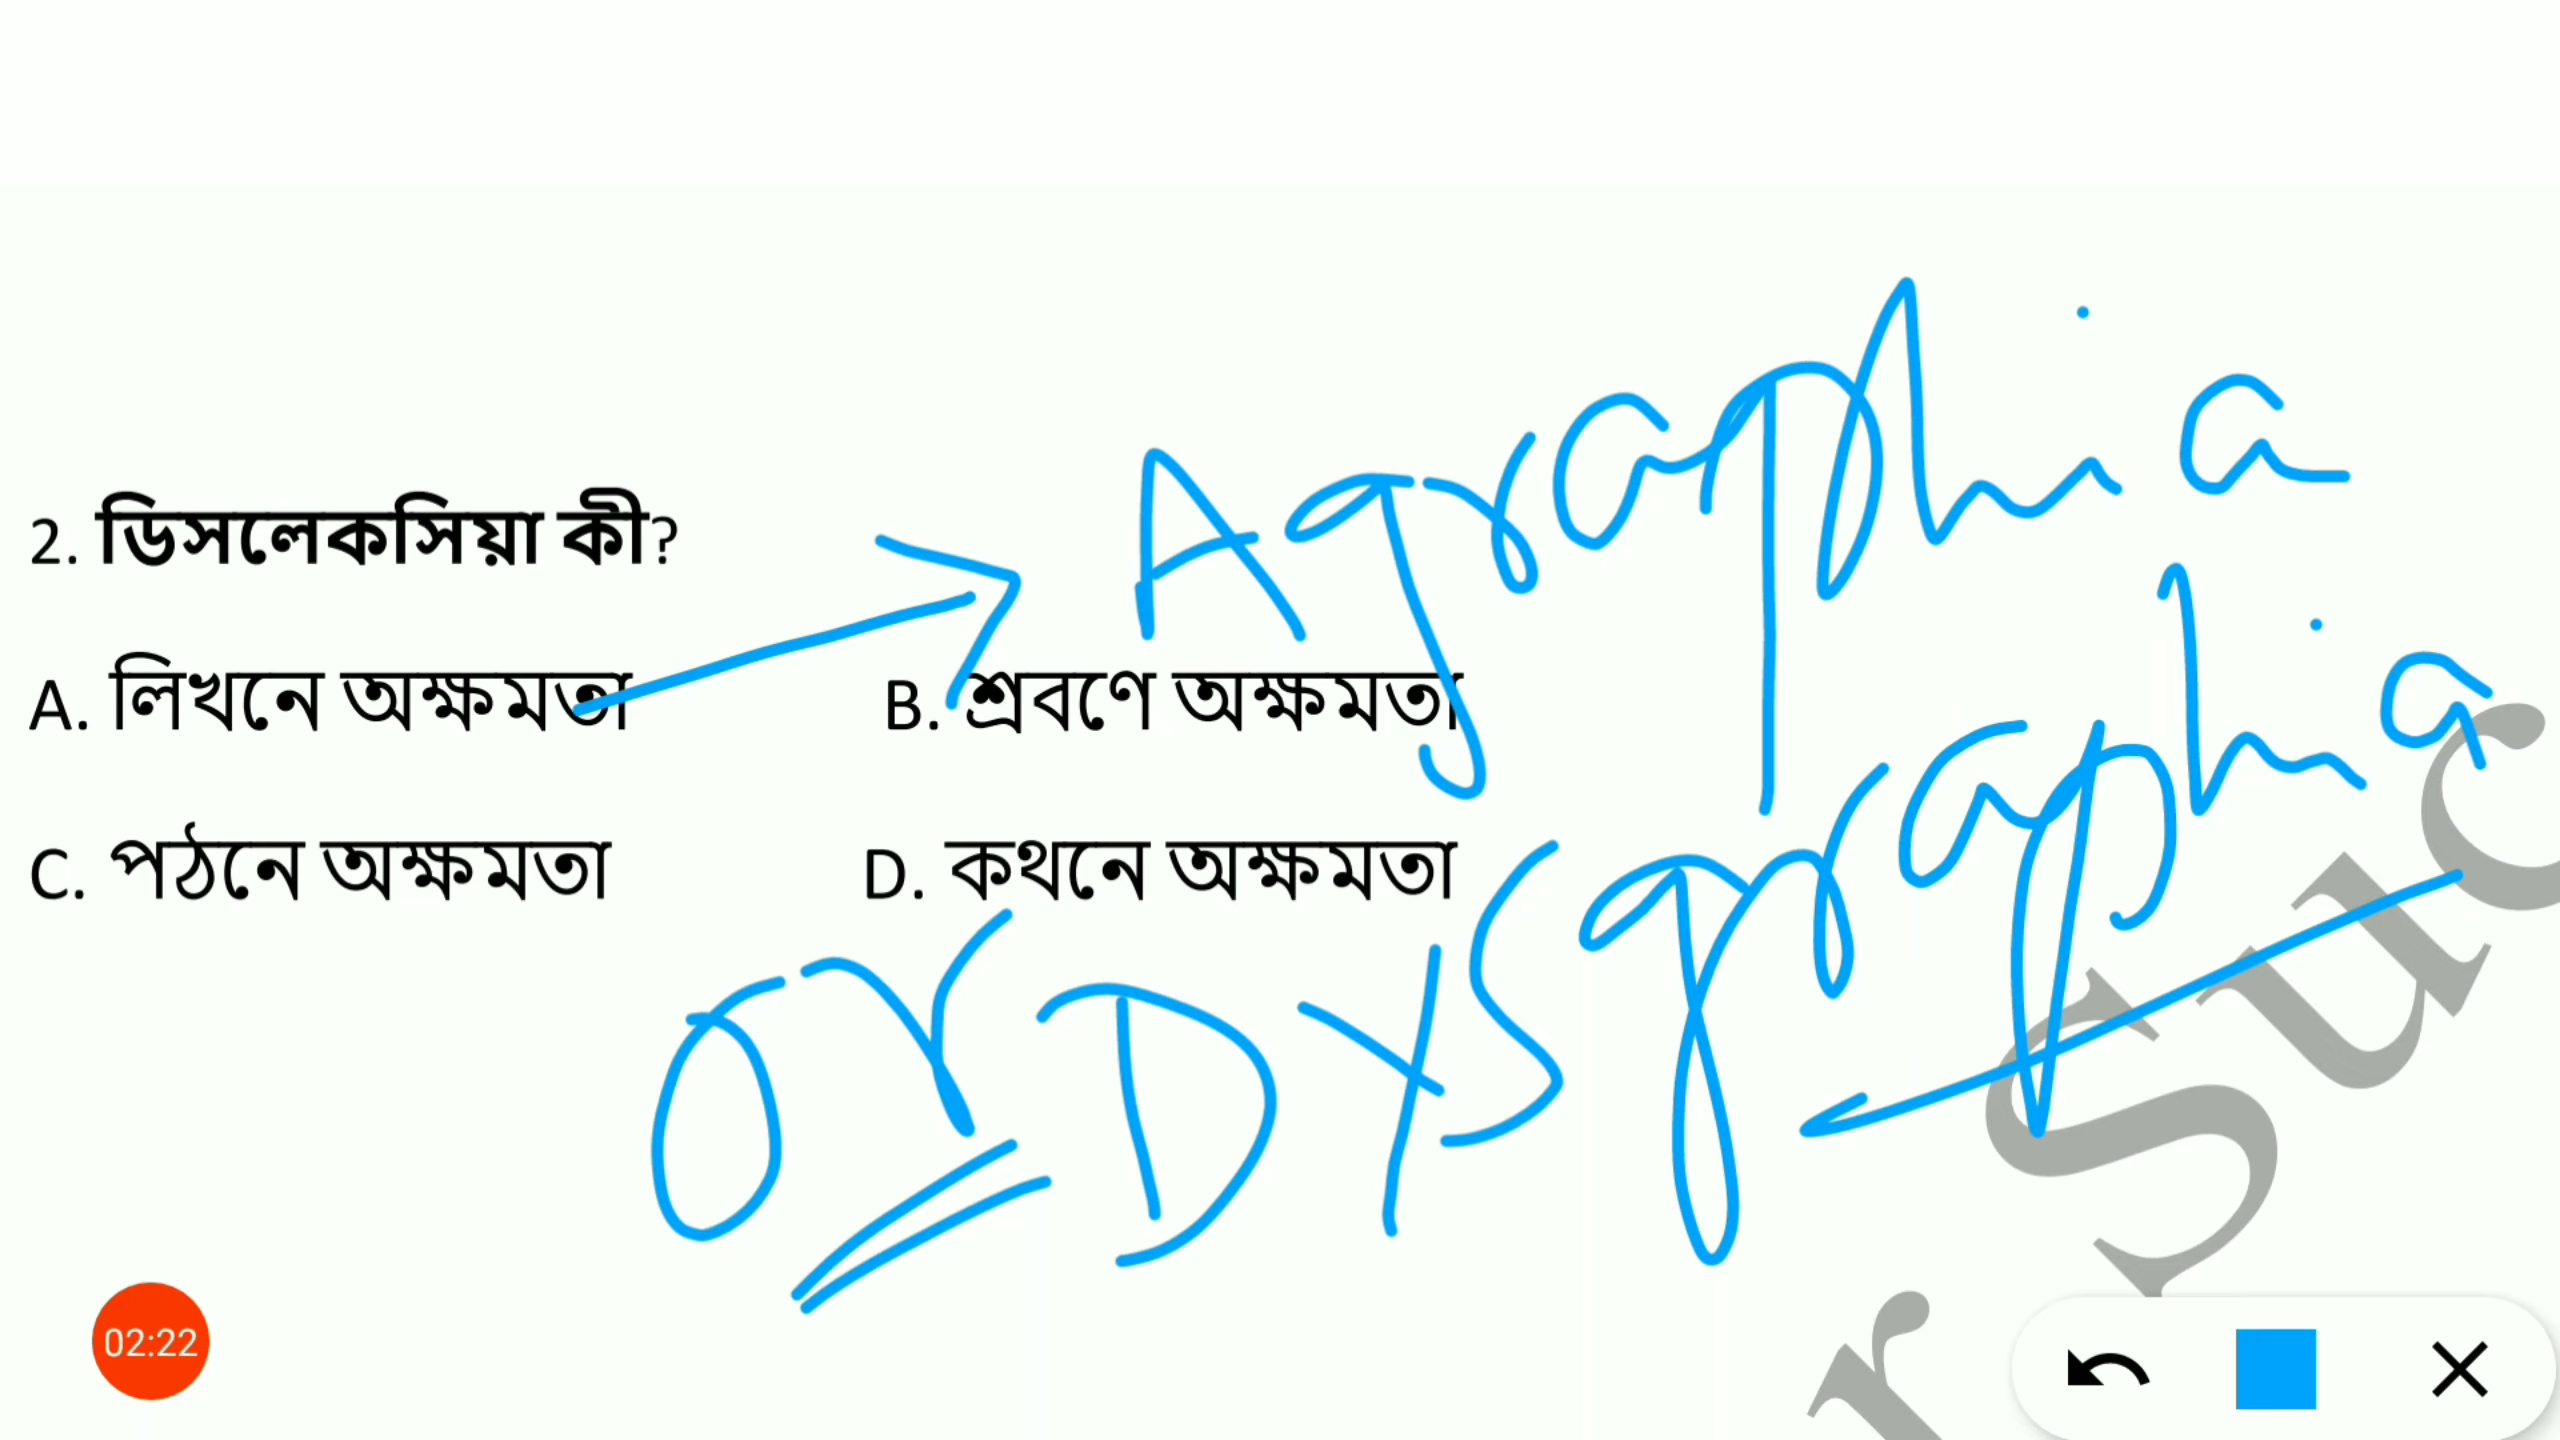 2. ডিসলেকসিয়া কী?
Agraphia
A. লিখনে অক্ষমতা
B. শ্রবণে অক্ষমতা
C. পঠনে অক্ষমতা
D. কথনে অক্ষমতা
or Dysgraphia
r Suc
02:22